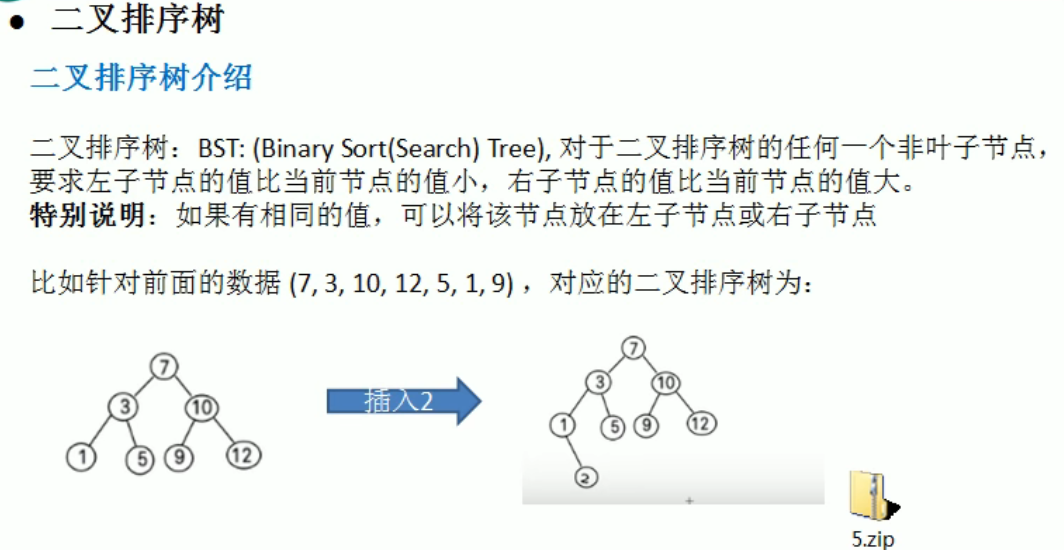 ● 二叉排序树
二叉排序树介绍
二叉排序树：BST: (Binary Sort(Search) Tree), 对于二叉排序树的任何一个非叶子节点，
要求左子节点的值比当前节点的值小，右子节点的值比当前节点的值大。
特别说明：如果有相同的值，可以将该节点放在左子节点或右子节点
比如针对前面的数据 (7, 3, 10, 12, 5, 1, 9) ，对应的二叉排序树为：
7
3 10
1 5 9 12
插入2
7
3 10
1 5 9 12
2
5.zip